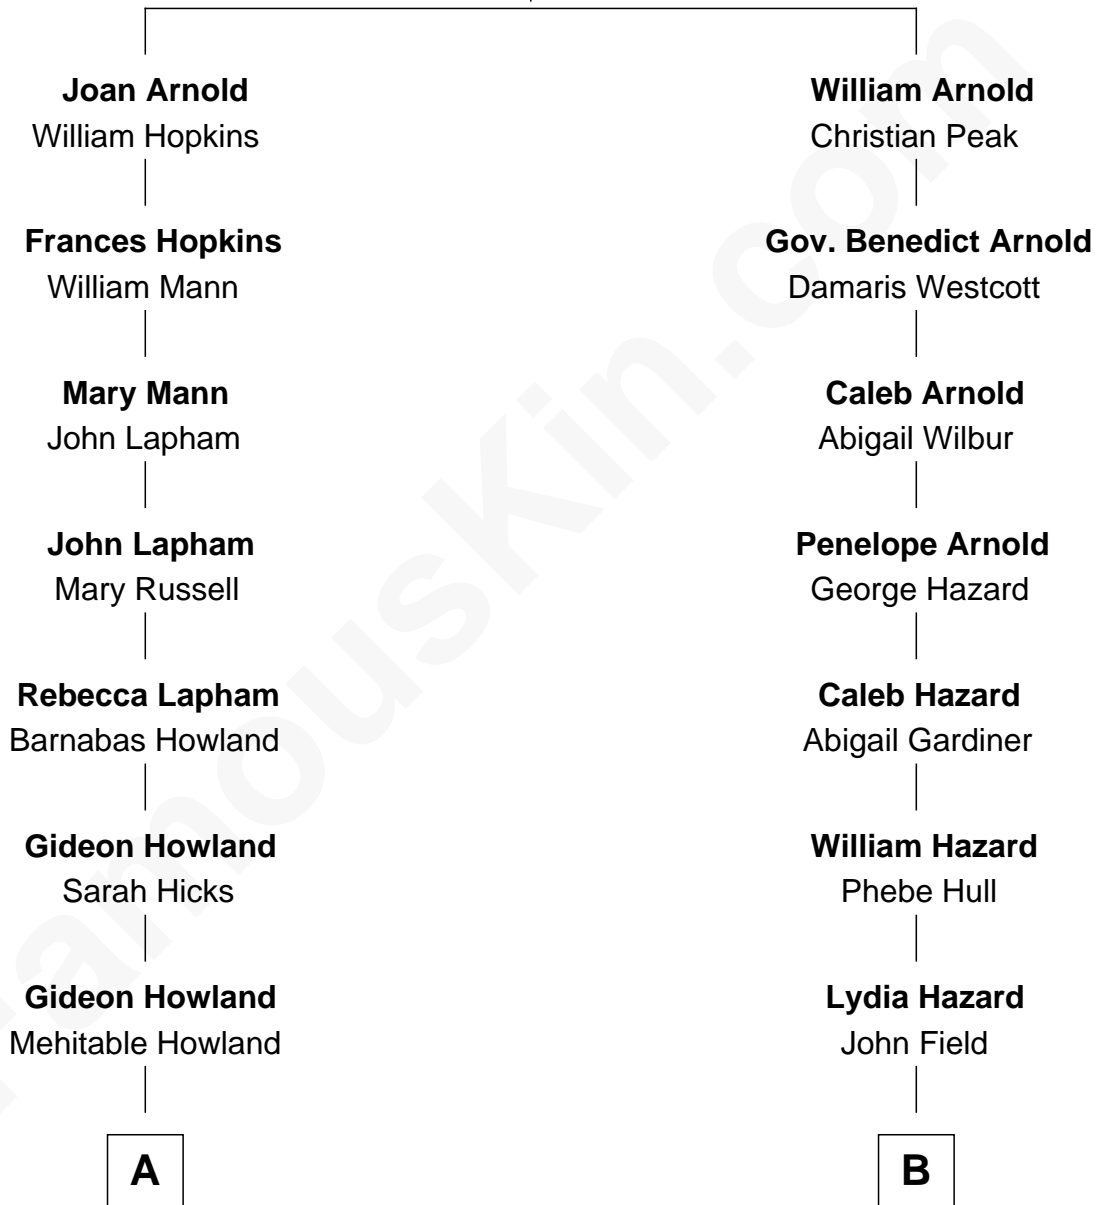 Joan Arnold
William Hopkins
William Arnold
Christian Peak
Frances Hopkins
William Mann
Gov. Benedict Arnold
Damaris Westcott
Mary Mann
John Lapham
Caleb Arnold
Abigail Wilbur
John Lapham
Mary Russell
Penelope Arnold
George Hazard
Rebecca Lapham
Barnabas Howland
Caleb Hazard
Abigail Gardiner
Gideon Howland
Sarah Hicks
William Hazard
Phebe Hull
Gideon Howland
Mehitable Howland
Lydia Hazard
John Field
A
B
FamousKin.com